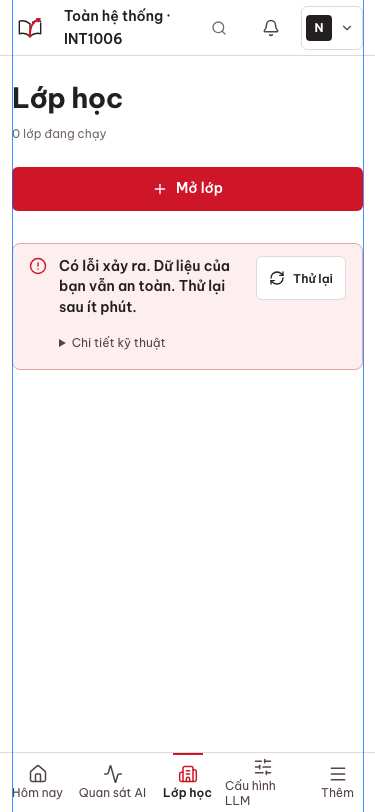 Toàn hệ thống ·
INT1006
N
Lớp học
0 lớp đang chạy
Mở lớp
Có lỗi xảy ra. Dữ liệu của
bạn vẫn an toàn. Thử lại
sau ít phút.
Thử lại
Chi tiết kỹ thuật
Hôm nay
Quan sát AI
Lớp học
Cấu hình
LLM
Thêm